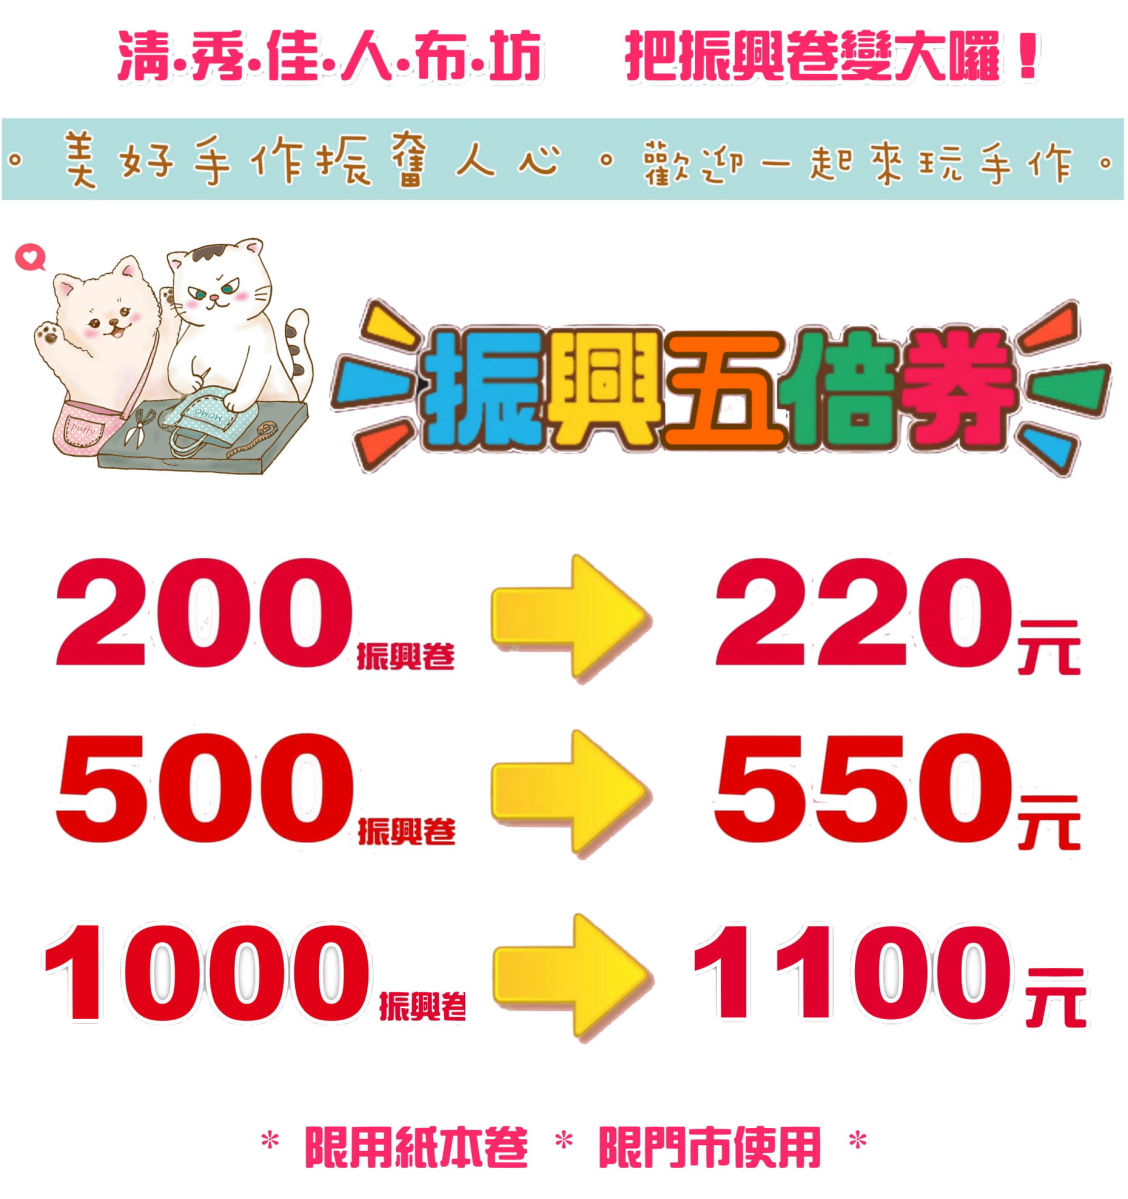 清.秀.佳.人.布.坊 把振興卷變大囉!
。美好手作振奮人心。歡迎一起來玩手作。
puffy
MOMO
振興五倍券
200振興卷 220元
500振興卷 550元
1000振興卷 1100元
* 限用紙本卷 * 限門市使用 *